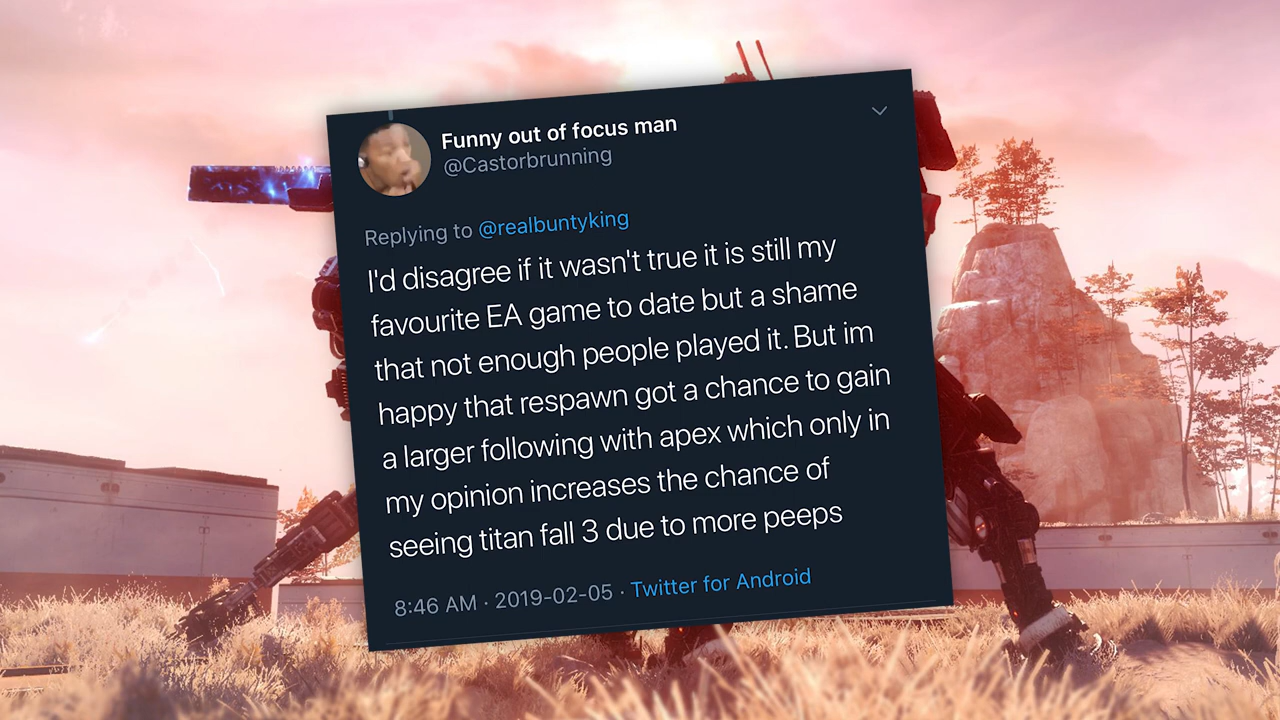 Funny out of focus man
@Castorbrunning
Replying to @realbuntyking
I'd disagree if it wasn't true it is still my
favourite EA game to date but a shame
that not enough people played it. But im
happy that respawn got a chance to gain
a larger following with apex which only in
my opinion increases the chance of
seeing titan fall 3 due to more peeps
8:46 AM · 2019-02-05 · Twitter for Android